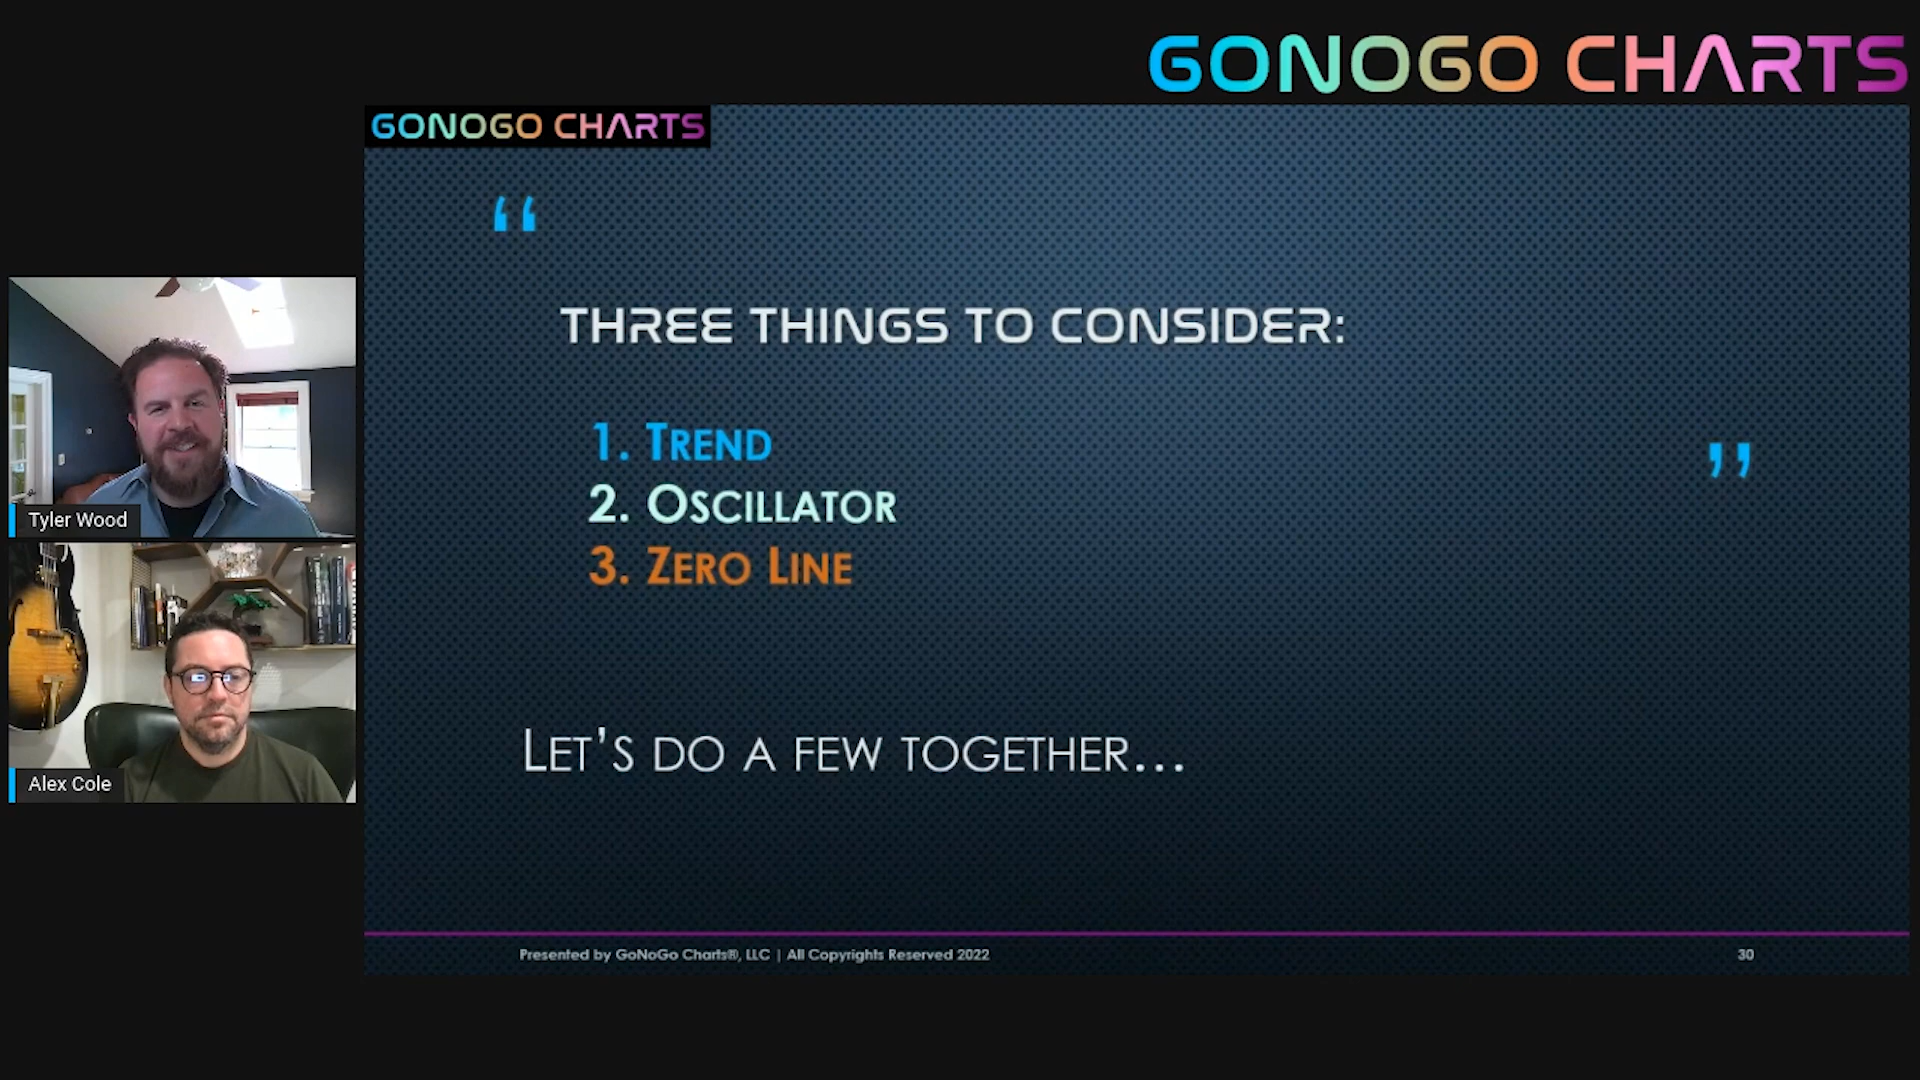 GONOGO CHARTS
GONOGO CHARTS
“
THREE THINGS TO CONSIDER:
1. TREND
2. OSCILLATOR
3. ZERO LINE
”
LET’S DO A FEW TOGETHER...
Tyler Wood
Alex Cole
Presented by GoNoGo Charts®, LLC | All Copyrights Reserved 2022
30